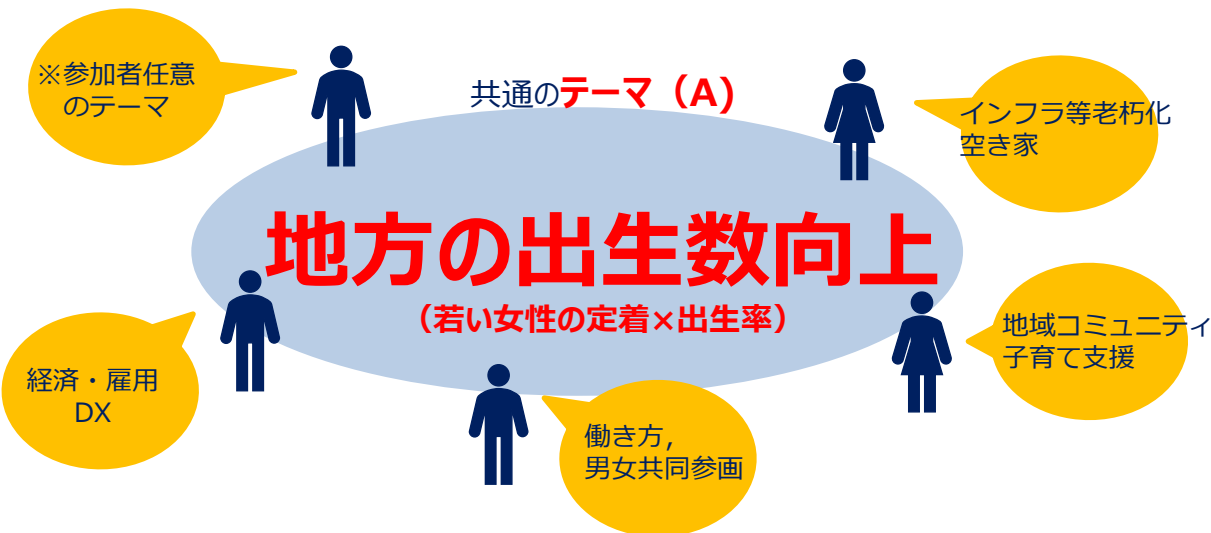 ※参加者任意
のテーマ
共通のテーマ（A)
インフラ等老朽化
空き家
地方の出生数向上
（若い女性の定着×出生率）
地域コミュニティ
子育て支援
経済・雇用
DX
働き方,
男女共同参画